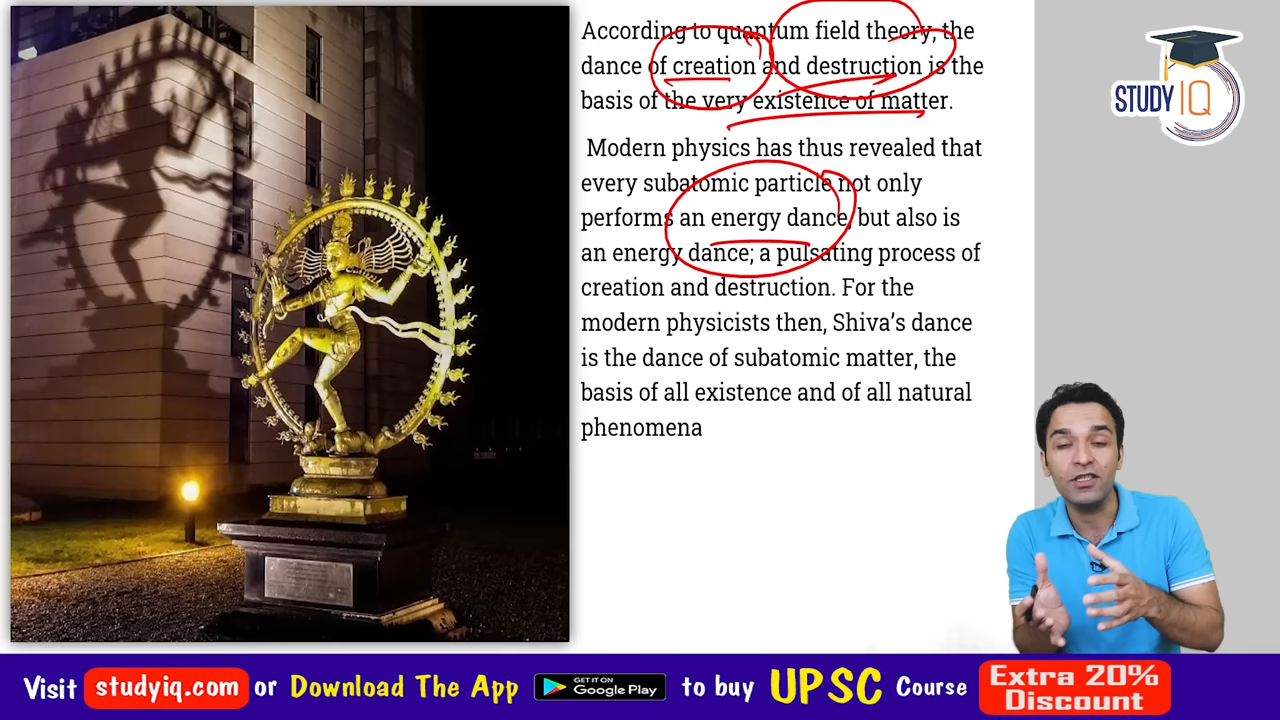 According to quantum field theory, the
dance of creation and destruction is the
basis of the very existence of matter.
Modern physics has thus revealed that
every subatomic particle not only
performs an energy dance, but also is
an energy dance; a pulsating process of
creation and destruction. For the
modern physicists then, Shiva’s dance
is the dance of subatomic matter, the
basis of all existence and of all natural
phenomena
STUDY IQ
Visit studyiq.com or Download The App GET IT ON Google Play to buy UPSC Course Extra 20% Discount